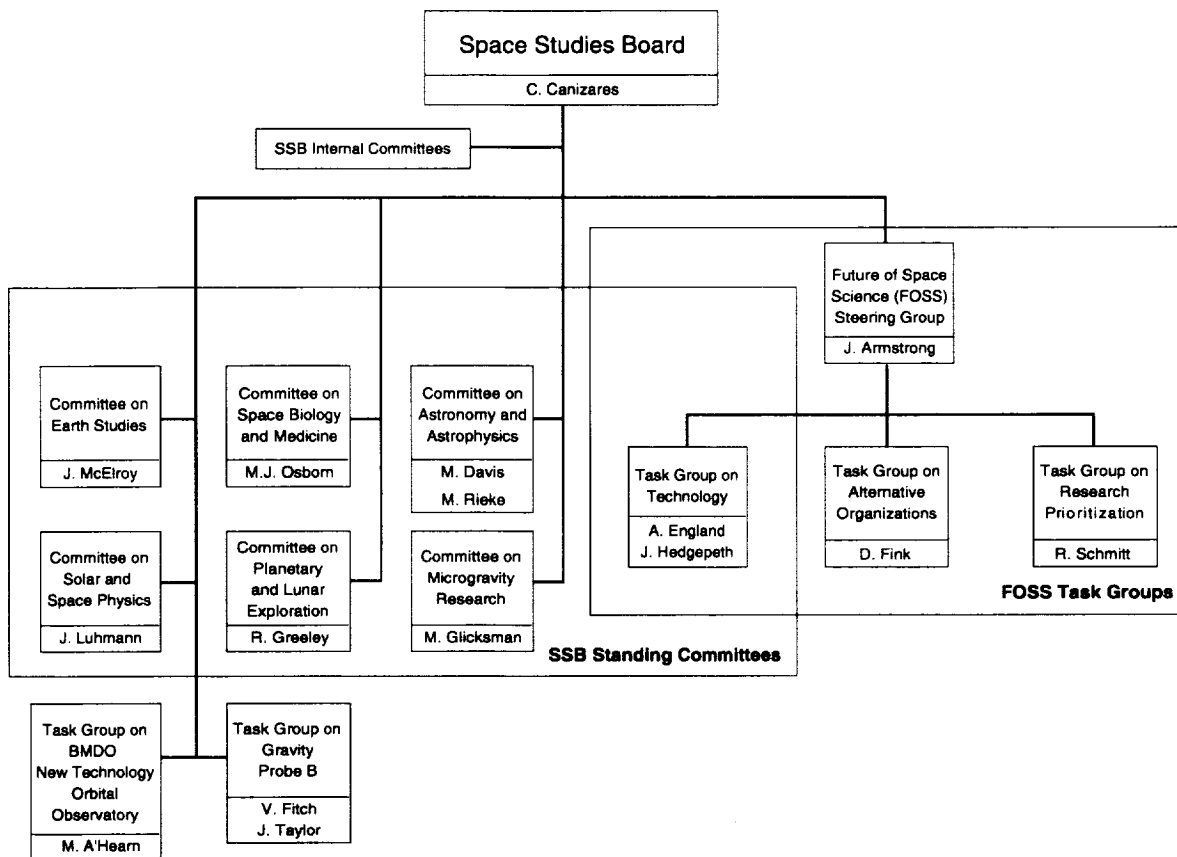 Space Studies Board
C. Canizares
SSB Internal Committees
Future of Space
Science (FOSS)
Steering Group
J. Armstrong
Committee on
Earth Studies
J. McElroy
Committee on
Space Biology
and Medicine
M.J. Osborn
Committee on
Astronomy and
Astrophysics
M. Davis
M. Rieke
Task Group on
Technology
A. England
J. Hedgepeth
Task Group on
Alternative
Organizations
D. Fink
Task Group on
Research
Prioritization
R. Schmitt
FOSS Task Groups
Committee on
Solar and
Space Physics
J. Luhmann
Committee on
Planetary
and Lunar
Exploration
R. Greeley
Committee on
Microgravity
Research
M. Glicksman
SSB Standing Committees
Task Group on
BMDO
New Technology
Orbital
Observatory
M. A'Hearn
Task Group on
Gravity
Probe B
V. Fitch
J. Taylor